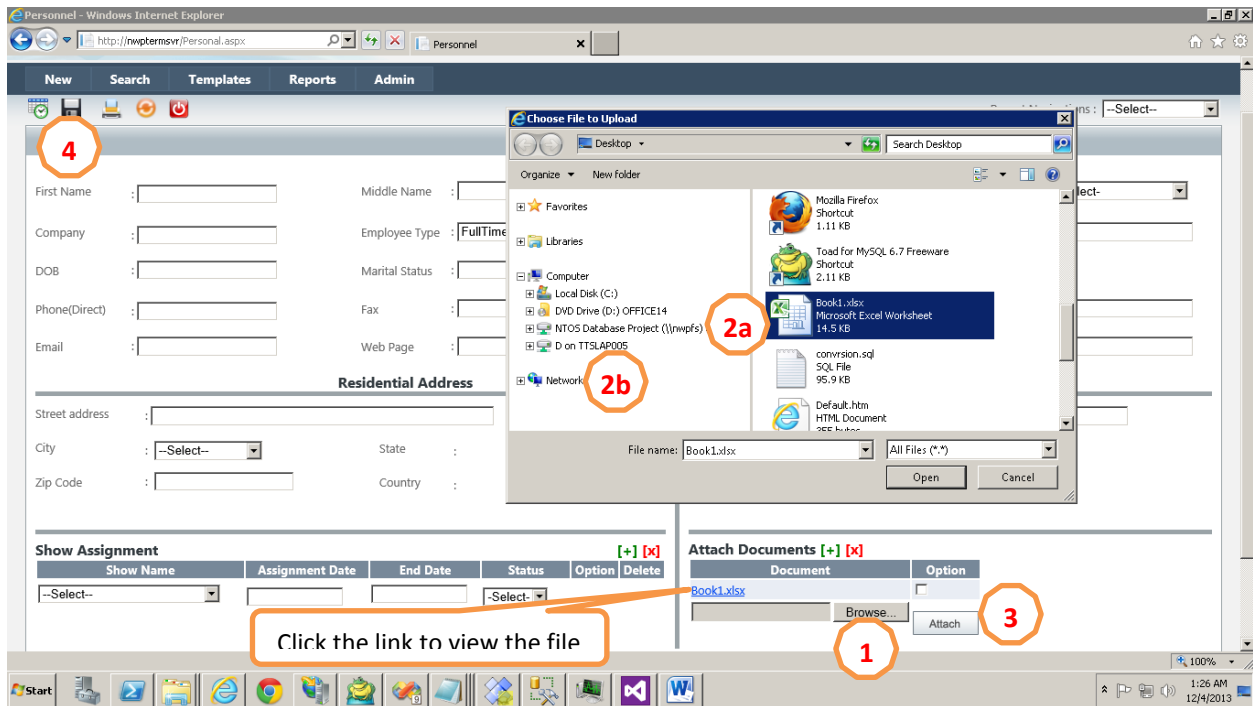 Personnel - Windows Internet Explorer
http://nwptermsvr/Personal.aspx
Personnel
New Search Templates Reports Admin
--Select--
4
First Name :
Middle Name :
Company :
Employee Type : FullTime
DOB :
Marital Status :
Phone(Direct) :
Fax :
Email :
Web Page :
Residential Address
Street address :
City : --Select--
State :
Zip Code :
Country :
Choose File to Upload
Desktop
Search Desktop
Organize New folder
Favorites
Libraries
Computer
Local Disk (C:)
DVD Drive (D:) OFFICE14
NTOS Database Project (\\nwpfs)
D on TTSLAP005
Network
2a
2b
Mozilla Firefox
Shortcut
1.11 KB
Toad for MySQL 6.7 Freeware
Shortcut
2.11 KB
Book1.xlsx
Microsoft Excel Worksheet
14.5 KB
convrsion.sql
SQL File
95.9 KB
Default.htm
HTML Document
File name: Book1.xlsx
All Files (*.*)
Open Cancel
Show Assignment [+] [x]
Show Name Assignment Date End Date Status Option Delete
--Select-- -Select-
Attach Documents [+] [x]
Document Option
Book1.xlsx
Browse...
Attach
3
1
Click the link to view the file
100%
Start
1:26 AM
12/4/2013